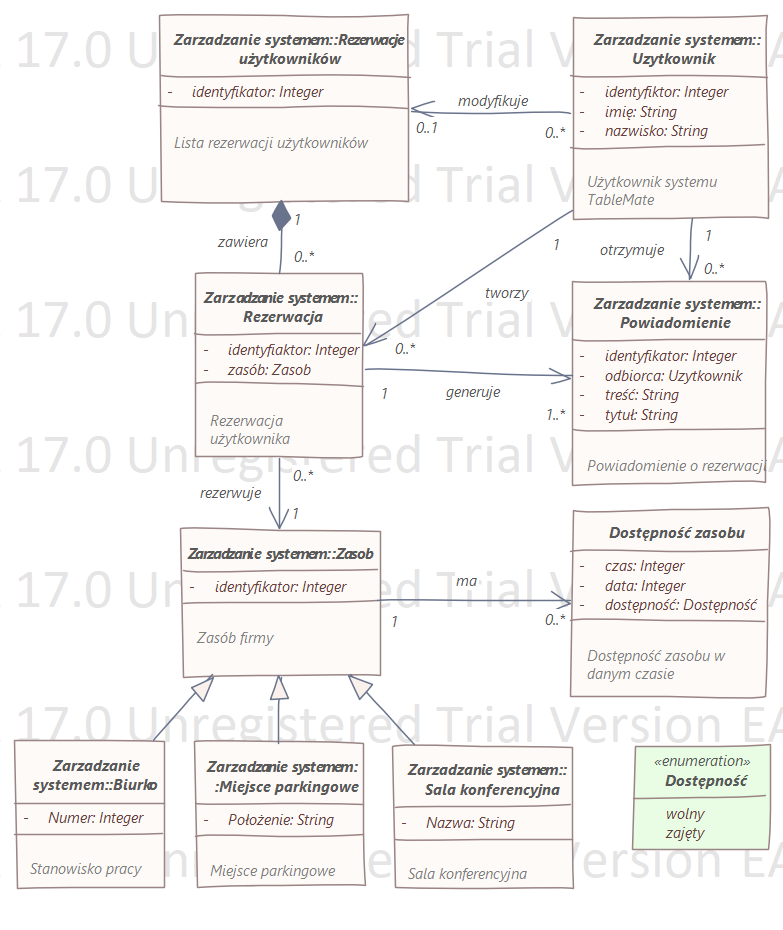 Zarzadzanie systemem::Rezerwacje
użytkowników
- identyfikator: Integer
Lista rezerwacji użytkowników
Zarzadzanie systemem::
Uzytkownik
- identyfiktor: Integer
- imię: String
- nazwisko: String
Użytkownik systemu
TableMate
modyfikuje
0..1
0..*
1
zawiera
0..*
1
tworzy
0..*
otrzymuje
1
0..*
Zarzadzanie systemem::
Rezerwacja
- identyfiaktor: Integer
- zasób: Zasob
Rezerwacja
użytkownika
Zarzadzanie systemem::
Powiadomienie
- identyfikator: Integer
- odbiorca: Uzytkownik
- treść: String
- tytuł: String
Powiadomienie o rezerwacji
1
generuje
1..*
0..*
rezerwuje
1
Zarzadzanie systemem::Zasob
- identyfikator: Integer
Zasób firmy
ma
1
0..*
Dostępność zasobu
- czas: Integer
- data: Integer
- dostępność: Dostępność
Dostępność zasobu w
danym czasie
Zarzadzanie
systemem::Biurko
- Numer: Integer
Stanowisko pracy
Zarzadzanie systemem:
:Miejsce parkingowe
- Położenie: String
Miejsce parkingowe
Zarzadzanie systemem::
Sala konferencyjna
- Nazwa: String
Sala konferencyjna
«enumeration»
Dostępność
wolny
zajęty
17.0 Unregistered Trial Version EA